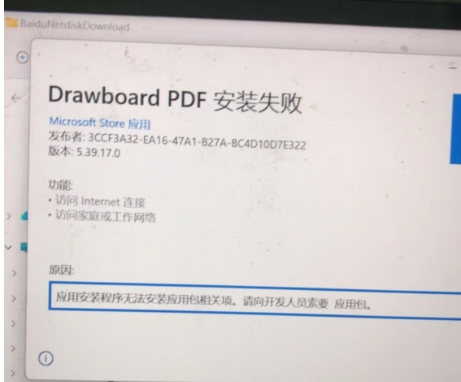 BaiduNetdiskDownload
Drawboard PDF 安装失败
Microsoft Store 应用
发布者: 3CCF3A32-EA16-47A1-B27A-BC4D10D7E322
版本: 5.39.17.0
功能:
• 访问 Internet 连接
• 访问家庭或工作网络
原因:
应用安装程序无法安装应用包相关项。请向开发人员索要 应用包。